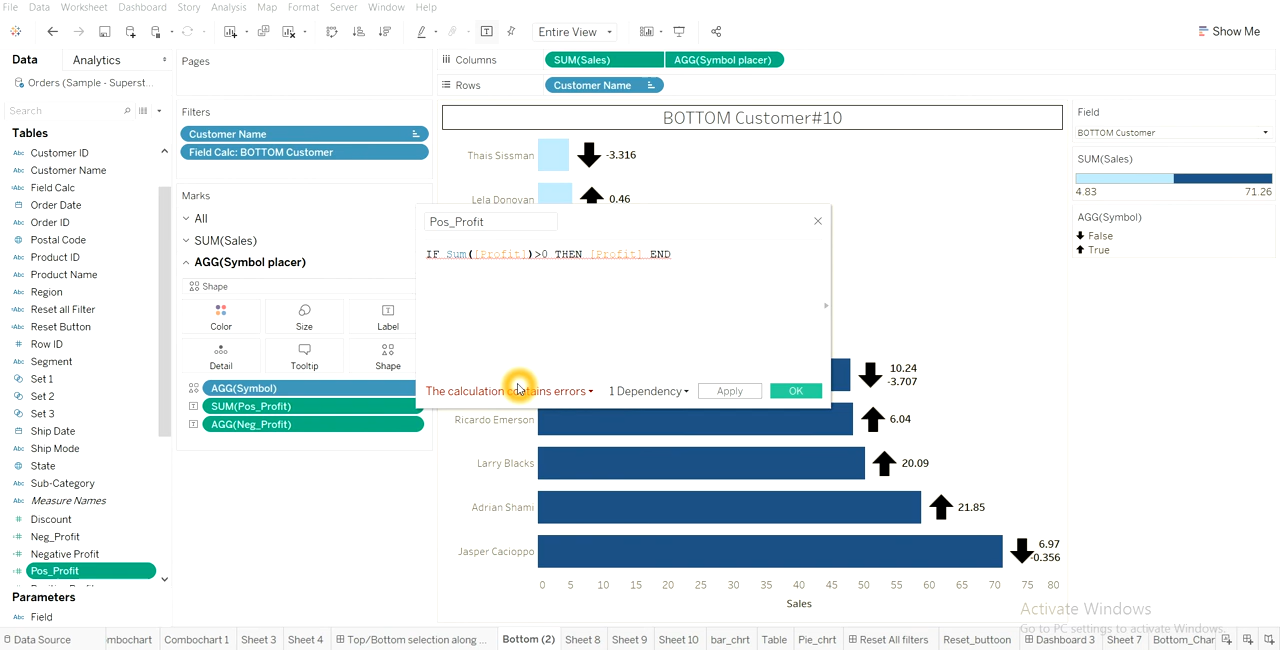 File Data Worksheet Dashboard Story Analysis Map Format Server Window Help
Entire View
Show Me
Data Analytics
Orders (Sample - Superst...
Search
Tables
Customer ID
Customer Name
Field Calc
Order Date
Order ID
Postal Code
Product ID
Product Name
Region
Reset all Filter
Reset Button
Row ID
Segment
Set 1
Set 2
Set 3
Ship Date
Ship Mode
State
Sub-Category
Measure Names
Discount
Neg_Profit
Negative Profit
Pos_Profit
Parameters
Field
Pages
Filters
Customer Name
Field Calc: BOTTOM Customer
Marks
All
SUM(Sales)
AGG(Symbol placer)
Shape
Color Size Label
Detail Tooltip Shape
AGG(Symbol)
SUM(Pos_Profit)
AGG(Neg_Profit)
Columns SUM(Sales) AGG(Symbol placer)
Rows Customer Name
BOTTOM Customer#10
Thais Sissman -3.316
Lela Donovan 0.46
Pos_Profit
IF Sum([Profit])>0 THEN [Profit] END
The calculation contains errors 1 Dependency Apply OK
10.24
-3.707
Ricardo Emerson 6.04
Larry Blacks 20.09
Adrian Shami 21.85
Jasper Cacioppo 6.97
-0.356
0 5 10 15 20 25 30 35 40 45 50 55 60 65 70 75 80
Sales
Field
BOTTOM Customer
SUM(Sales)
4.83 71.26
AGG(Symbol)
False
True
Activate Windows
Go to PC settings to activate Windows.
Data Source mbochart Combochart 1 Sheet 3 Sheet 4 Top/Bottom selection along ... Bottom (2) Sheet 8 Sheet 9 Sheet 10 bar_chrt Table Pie_chrt Reset All filters Reset_buttoon Dashboard 3 Sheet 7 Bottom_Char